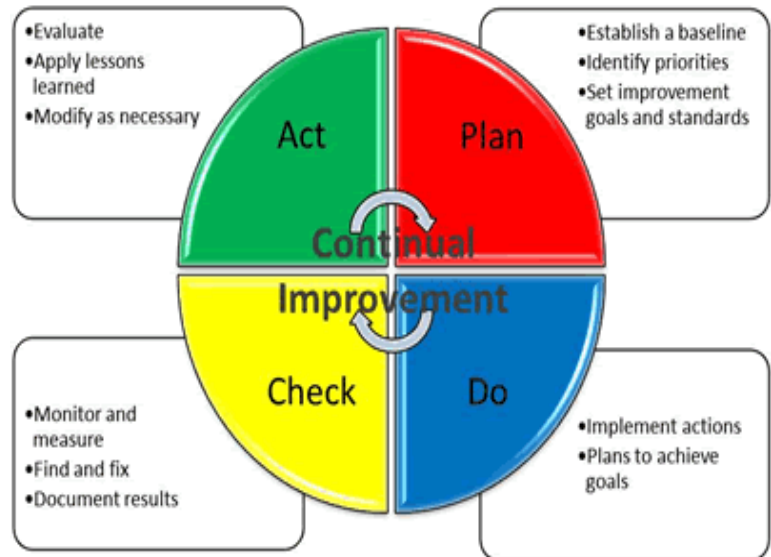 •Evaluate
•Apply lessons
learned
•Modify as necessary
Act
•Establish a baseline
•Identify priorities
•Set improvement
goals and standards
Plan
Continual
Improvement
•Monitor and
measure
•Find and fix
•Document results
Check
Do
•Implement actions
•Plans to achieve
goals